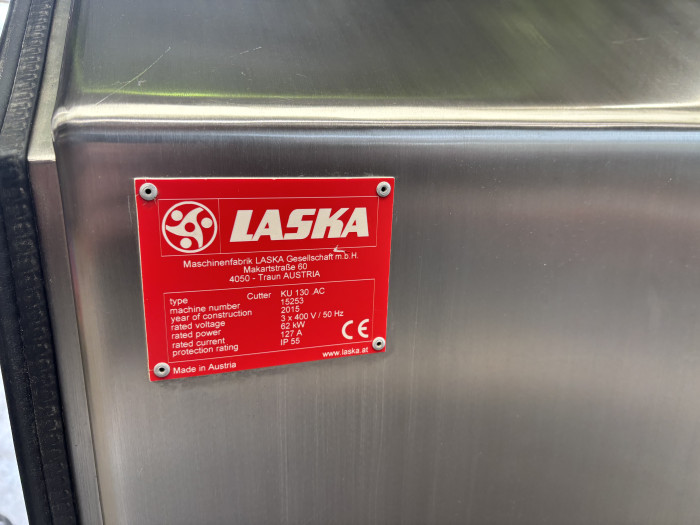 LASKA
Maschinenfabrik LASKA Gesellschaft m.b.H.
Makartstraße 60
4050 - Traun AUSTRIA
type Cutter KU 130 .AC
machine number 15253
year of construction 2015
rated voltage 3 x 400 V / 50 Hz
rated power 62 kW
rated current 127 A
protection rating IP 55
CE
Made in Austria www.laska.at